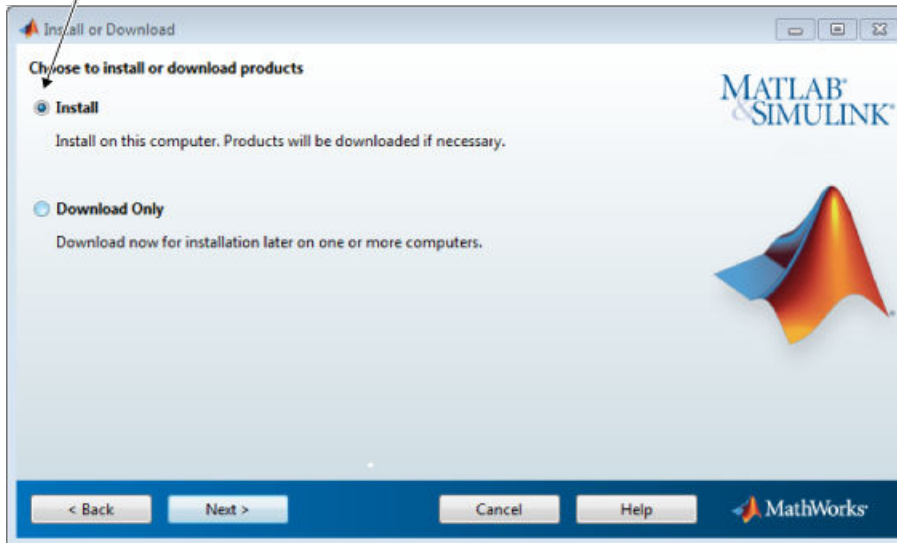 Install or Download
Choose to install or download products
Install
Install on this computer. Products will be downloaded if necessary.
Download Only
Download now for installation later on one or more computers.
MATLAB®
&SIMULINK®
< Back
Next >
Cancel
Help
MathWorks®